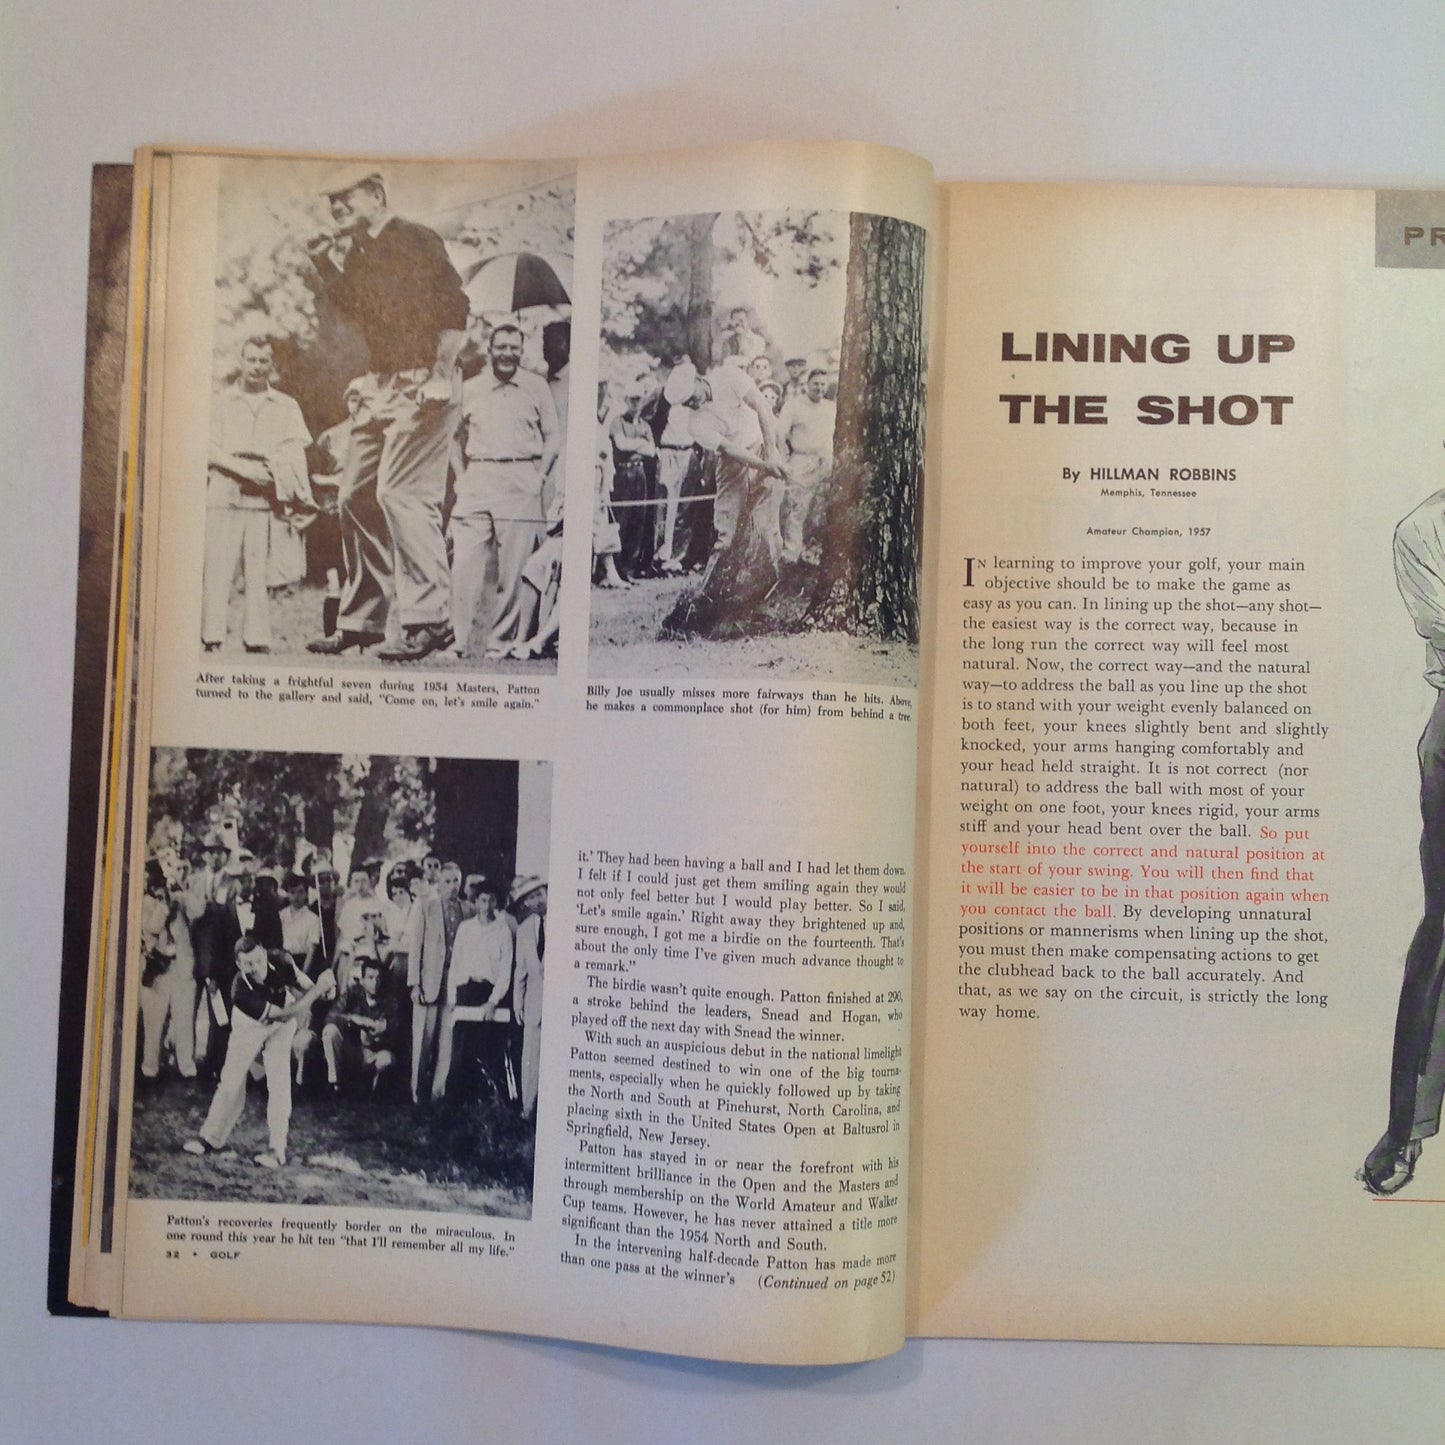 After taking a frightful seven during 1954 Masters, Patton
turned to the gallery and said, "Come on, let's smile again."
Billy Joe usually misses more fairways than he hits. Above,
he makes a commonplace shot (for him) from behind a tree.
Patton's recoveries frequently border on the miraculous. In
one round this year he hit ten "that I'll remember all my life."
32 • GOLF
it.' They had been having a ball and I had let them down.
I felt if I could just get them smiling again they would
not only feel better but I would play better. So I said,
'Let's smile again.' Right away they brightened up and,
sure enough, I got me a birdie on the fourteenth. That's
about the only time I've given much advance thought to
a remark."
The birdie wasn't quite enough. Patton finished at 290,
a stroke behind the leaders, Snead and Hogan, who
played off the next day with Snead the winner.
With such an auspicious debut in the national limelight
Patton seemed destined to win one of the big tourna-
ments, especially when he quickly followed up by taking
the North and South at Pinehurst, North Carolina, and
placing sixth in the United States Open at Baltusrol in
Springfield, New Jersey.
Patton has stayed in or near the forefront with his
intermittent brilliance in the Open and the Masters and
through membership on the World Amateur and Walker
Cup teams. However, he has never attained a title more
significant than the 1954 North and South.
In the intervening half-decade Patton has made more
than one pass at the winner's (Continued on page 52)
PR
LINING UP
THE SHOT
By HILLMAN ROBBINS
Memphis, Tennessee
Amateur Champion, 1957
IN learning to improve your golf, your main
objective should be to make the game as
easy as you can. In lining up the shot—any shot—
the easiest way is the correct way, because in
the long run the correct way will feel most
natural. Now, the correct way—and the natural
way—to address the ball as you line up the shot
is to stand with your weight evenly balanced on
both feet, your knees slightly bent and slightly
knocked, your arms hanging comfortably and
your head held straight. It is not correct (nor
natural) to address the ball with most of your
weight on one foot, your knees rigid, your arms
stiff and your head bent over the ball. So put
yourself into the correct and natural position at
the start of your swing. You will then find that
it will be easier to be in that position again when
you contact the ball. By developing unnatural
positions or mannerisms when lining up the shot,
you must then make compensating actions to get
the clubhead back to the ball accurately. And
that, as we say on the circuit, is strictly the long
way home.